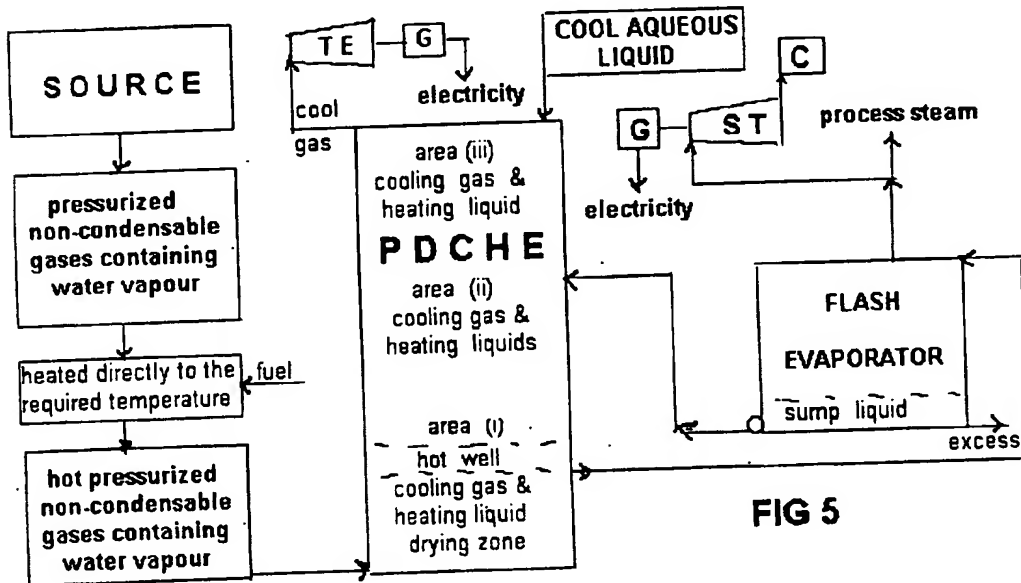 SOURCE
pressurized
non-condensable
gases containing
water vapour
heated directly to the
required temperature
fuel
hot pressurized
non-condensable
gases containing
water vapour
TE
G
electricity
cool
gas
COOL AQUEOUS
LIQUID
area (iii)
cooling gas &
heating liquid
PDCHE
area (ii)
cooling gas &
heating liquids
area (i)
hot well
cooling gas &
heating liquid
drying zone
C
G
ST
electricity
process steam
FLASH
EVAPORATOR
sump liquid
excess
FIG 5